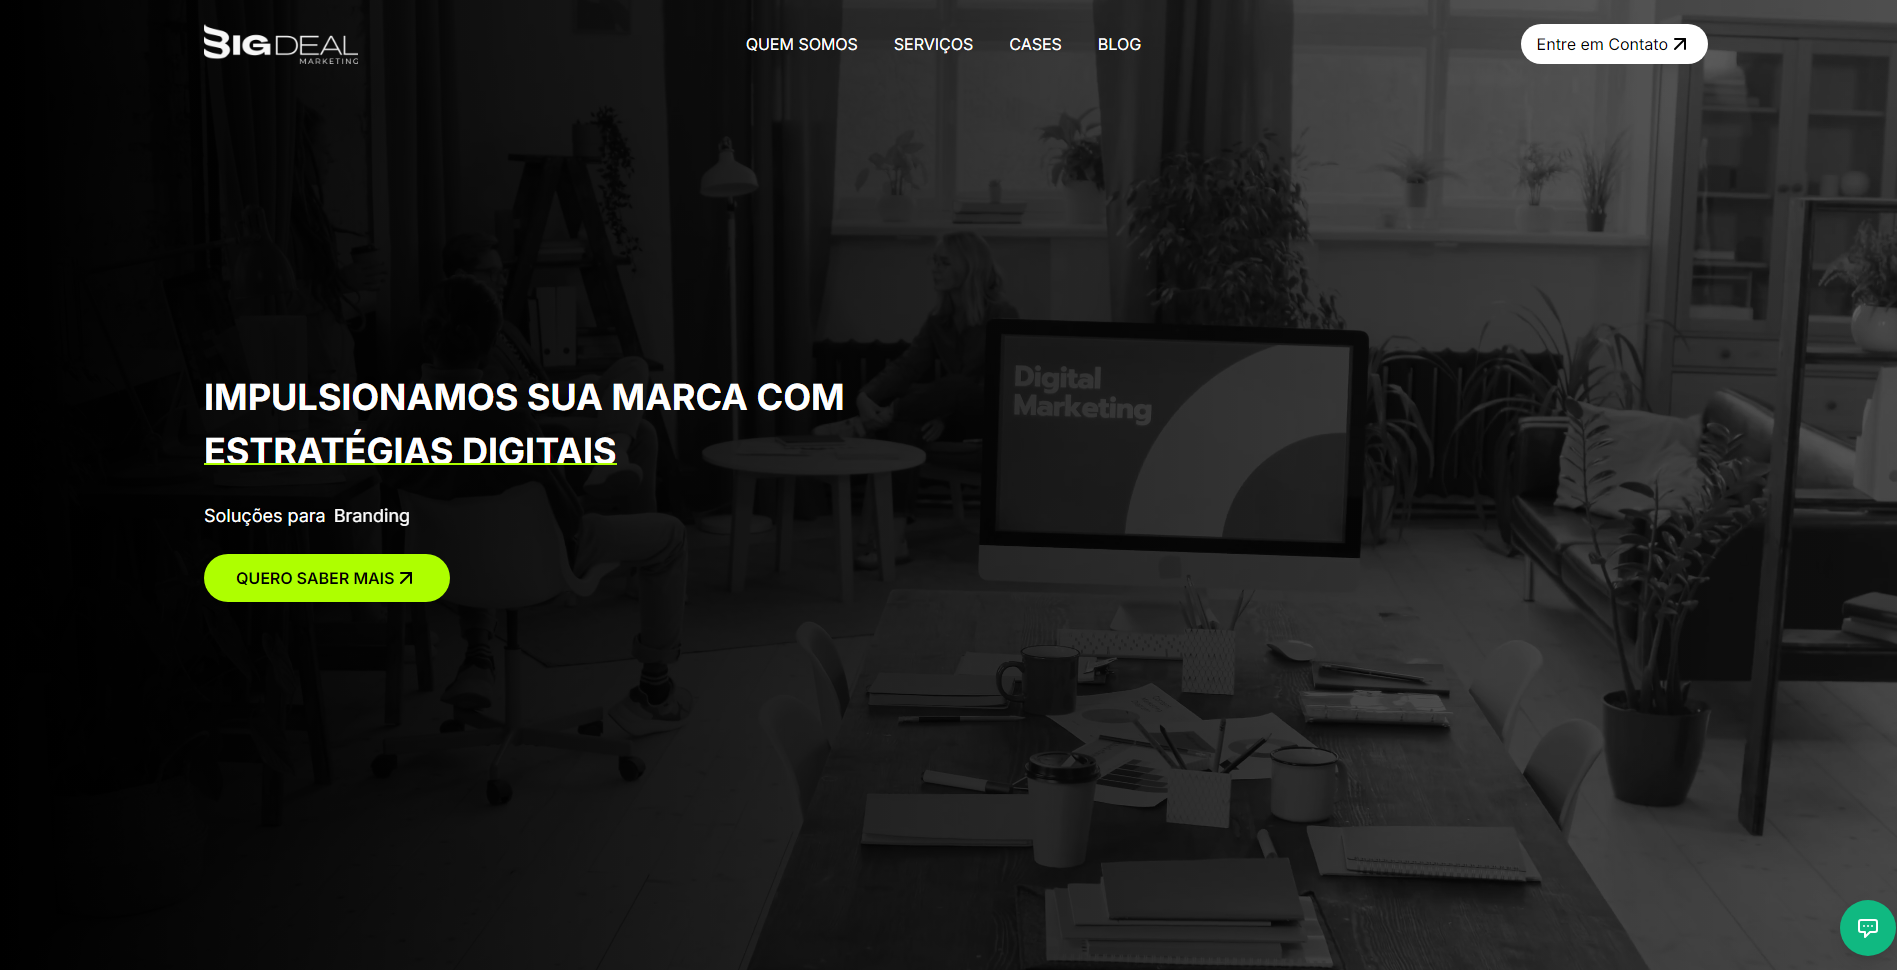 BIG DEAL
MARKETING
QUEM SOMOS
SERVIÇOS
CASES
BLOG
Entre em Contato
Digital
Marketing
IMPULSIONAMOS SUA MARCA COM
ESTRATÉGIAS DIGITAIS
Soluções para Branding
QUERO SABER MAIS